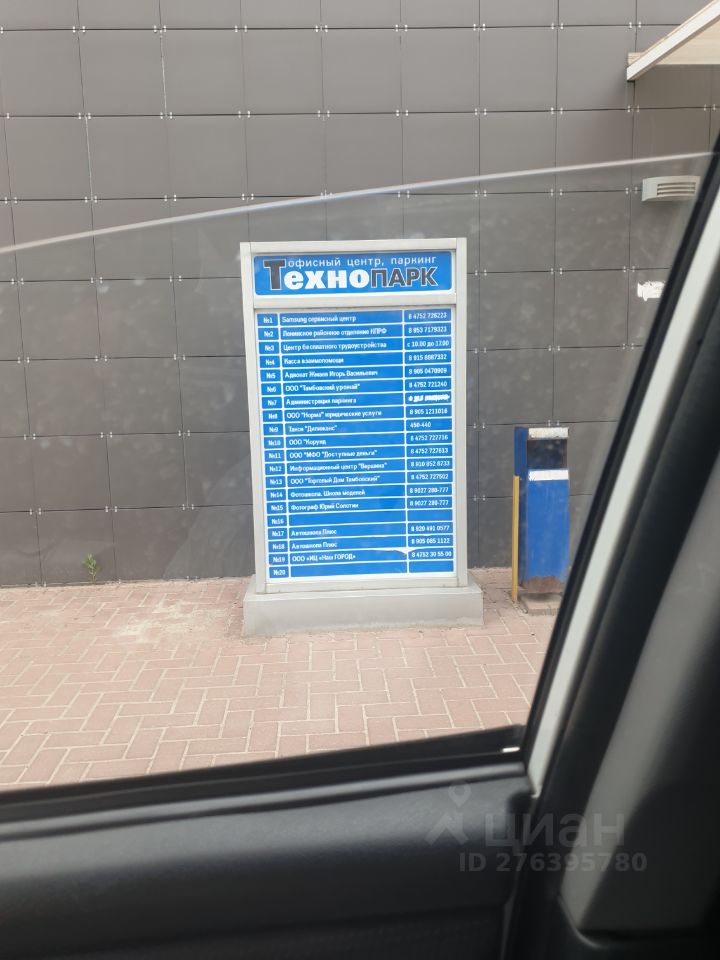 офисный центр, паркинг
ТехноПАРК
№1 Samsung сервисный центр 8 4752 726223
№2 Ленинское районное отделение КПРФ 8 953 7179323
№3 Центр бесплатного трудоустройства с 10.00 до 17.00
№4 Касса взаимопомощи 8 915 8887332
№5 Адвокат Жмаев Игорь Васильевич 8 905 0470909
№6 ООО "Тамбовский урожай" 8 4752 721240
№7 Администрация паркинга
№8 ООО "Норма" юридические услуги 8 905 1211016
№9 Такси "Дилижанс" 450-440
№10 ООО "Корунд 8 4752 727716
№11 ООО "МФО "Доступные деньги" 8 4752 727613
№12 Информационный центр "Вершина" 8 910 852 8733
№13 ООО "Торговый Дом Тамбовский" 8 4752 727502
№14 Фотошкола. Школа моделей 8 9027 280-777
№15 Фотограф Юрий Солотин 8 9027 280-777
№16
№17 Автошкола Плюс 8 929 491 0577
№18 Автошкола Плюс 8 905 085 1122
№19 ООО «ИЦ «Наш ГОРОД» 8 4752 30 55 00
№20
циан
ID 276395780